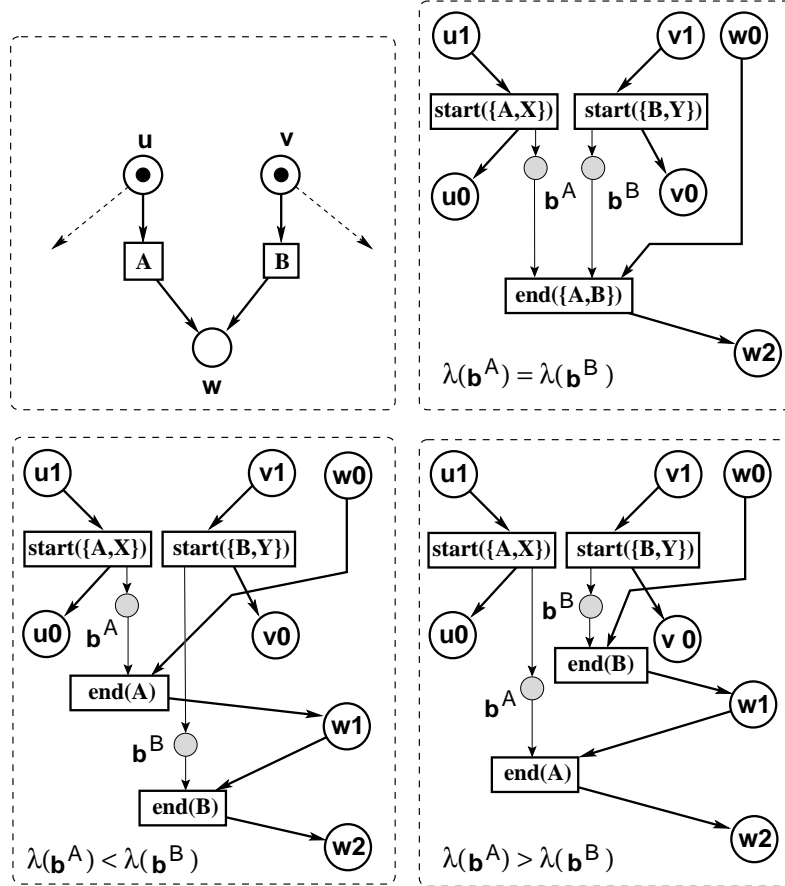 u
v
A
B
w
u1
v1
w0
start({A,X})
start({B,Y})
u0
b^A
b^B
v0
end({A,B})
w2
λ(b^A) = λ(b^B)
u1
v1
w0
start({A,X})
start({B,Y})
u0
b^A
v0
end(A)
w1
b^B
end(B)
w2
λ(b^A) < λ(b^B)
u1
v1
w0
start({A,X})
start({B,Y})
b^B
u0
v 0
end(B)
b^A
w1
end(A)
w2
λ(b^A) > λ(b^B)